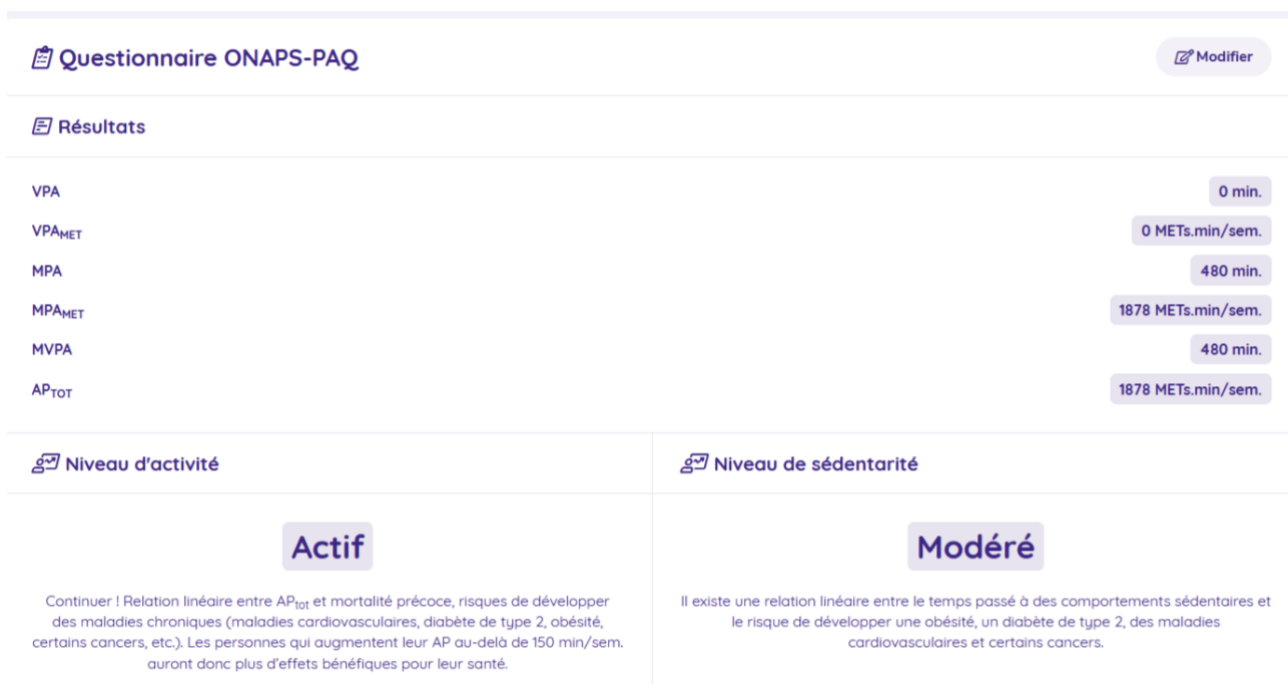 Questionnaire ONAPS-PAQ
Modifier
Résultats
VPA
0 min.
VPAMET
0 METs.min/sem.
MPA
480 min.
MPAMET
1878 METs.min/sem.
MVPA
480 min.
APTOT
1878 METs.min/sem.
Niveau d'activité
Actif
Continuer ! Relation linéaire entre APtot et mortalité précoce, risques de développer
des maladies chroniques (maladies cardiovasculaires, diabète de type 2, obésité,
certains cancers, etc.). Les personnes qui augmentent leur AP au-delà de 150 min/sem.
auront donc plus d'effets bénéfiques pour leur santé.
Niveau de sédentarité
Modéré
Il existe une relation linéaire entre le temps passé à des comportements sédentaires et
le risque de développer une obésité, un diabète de type 2, des maladies
cardiovasculaires et certains cancers.